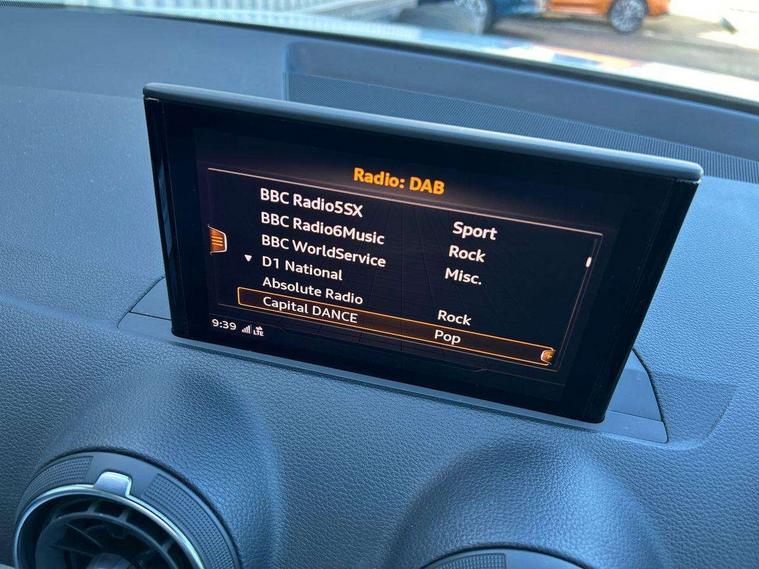 Radio: DAB
BBC Radio5SX Sport
BBC Radio6Music Rock
BBC WorldService Misc.
D1 National
Absolute Radio Rock
Capital DANCE Pop
9:39 LTE